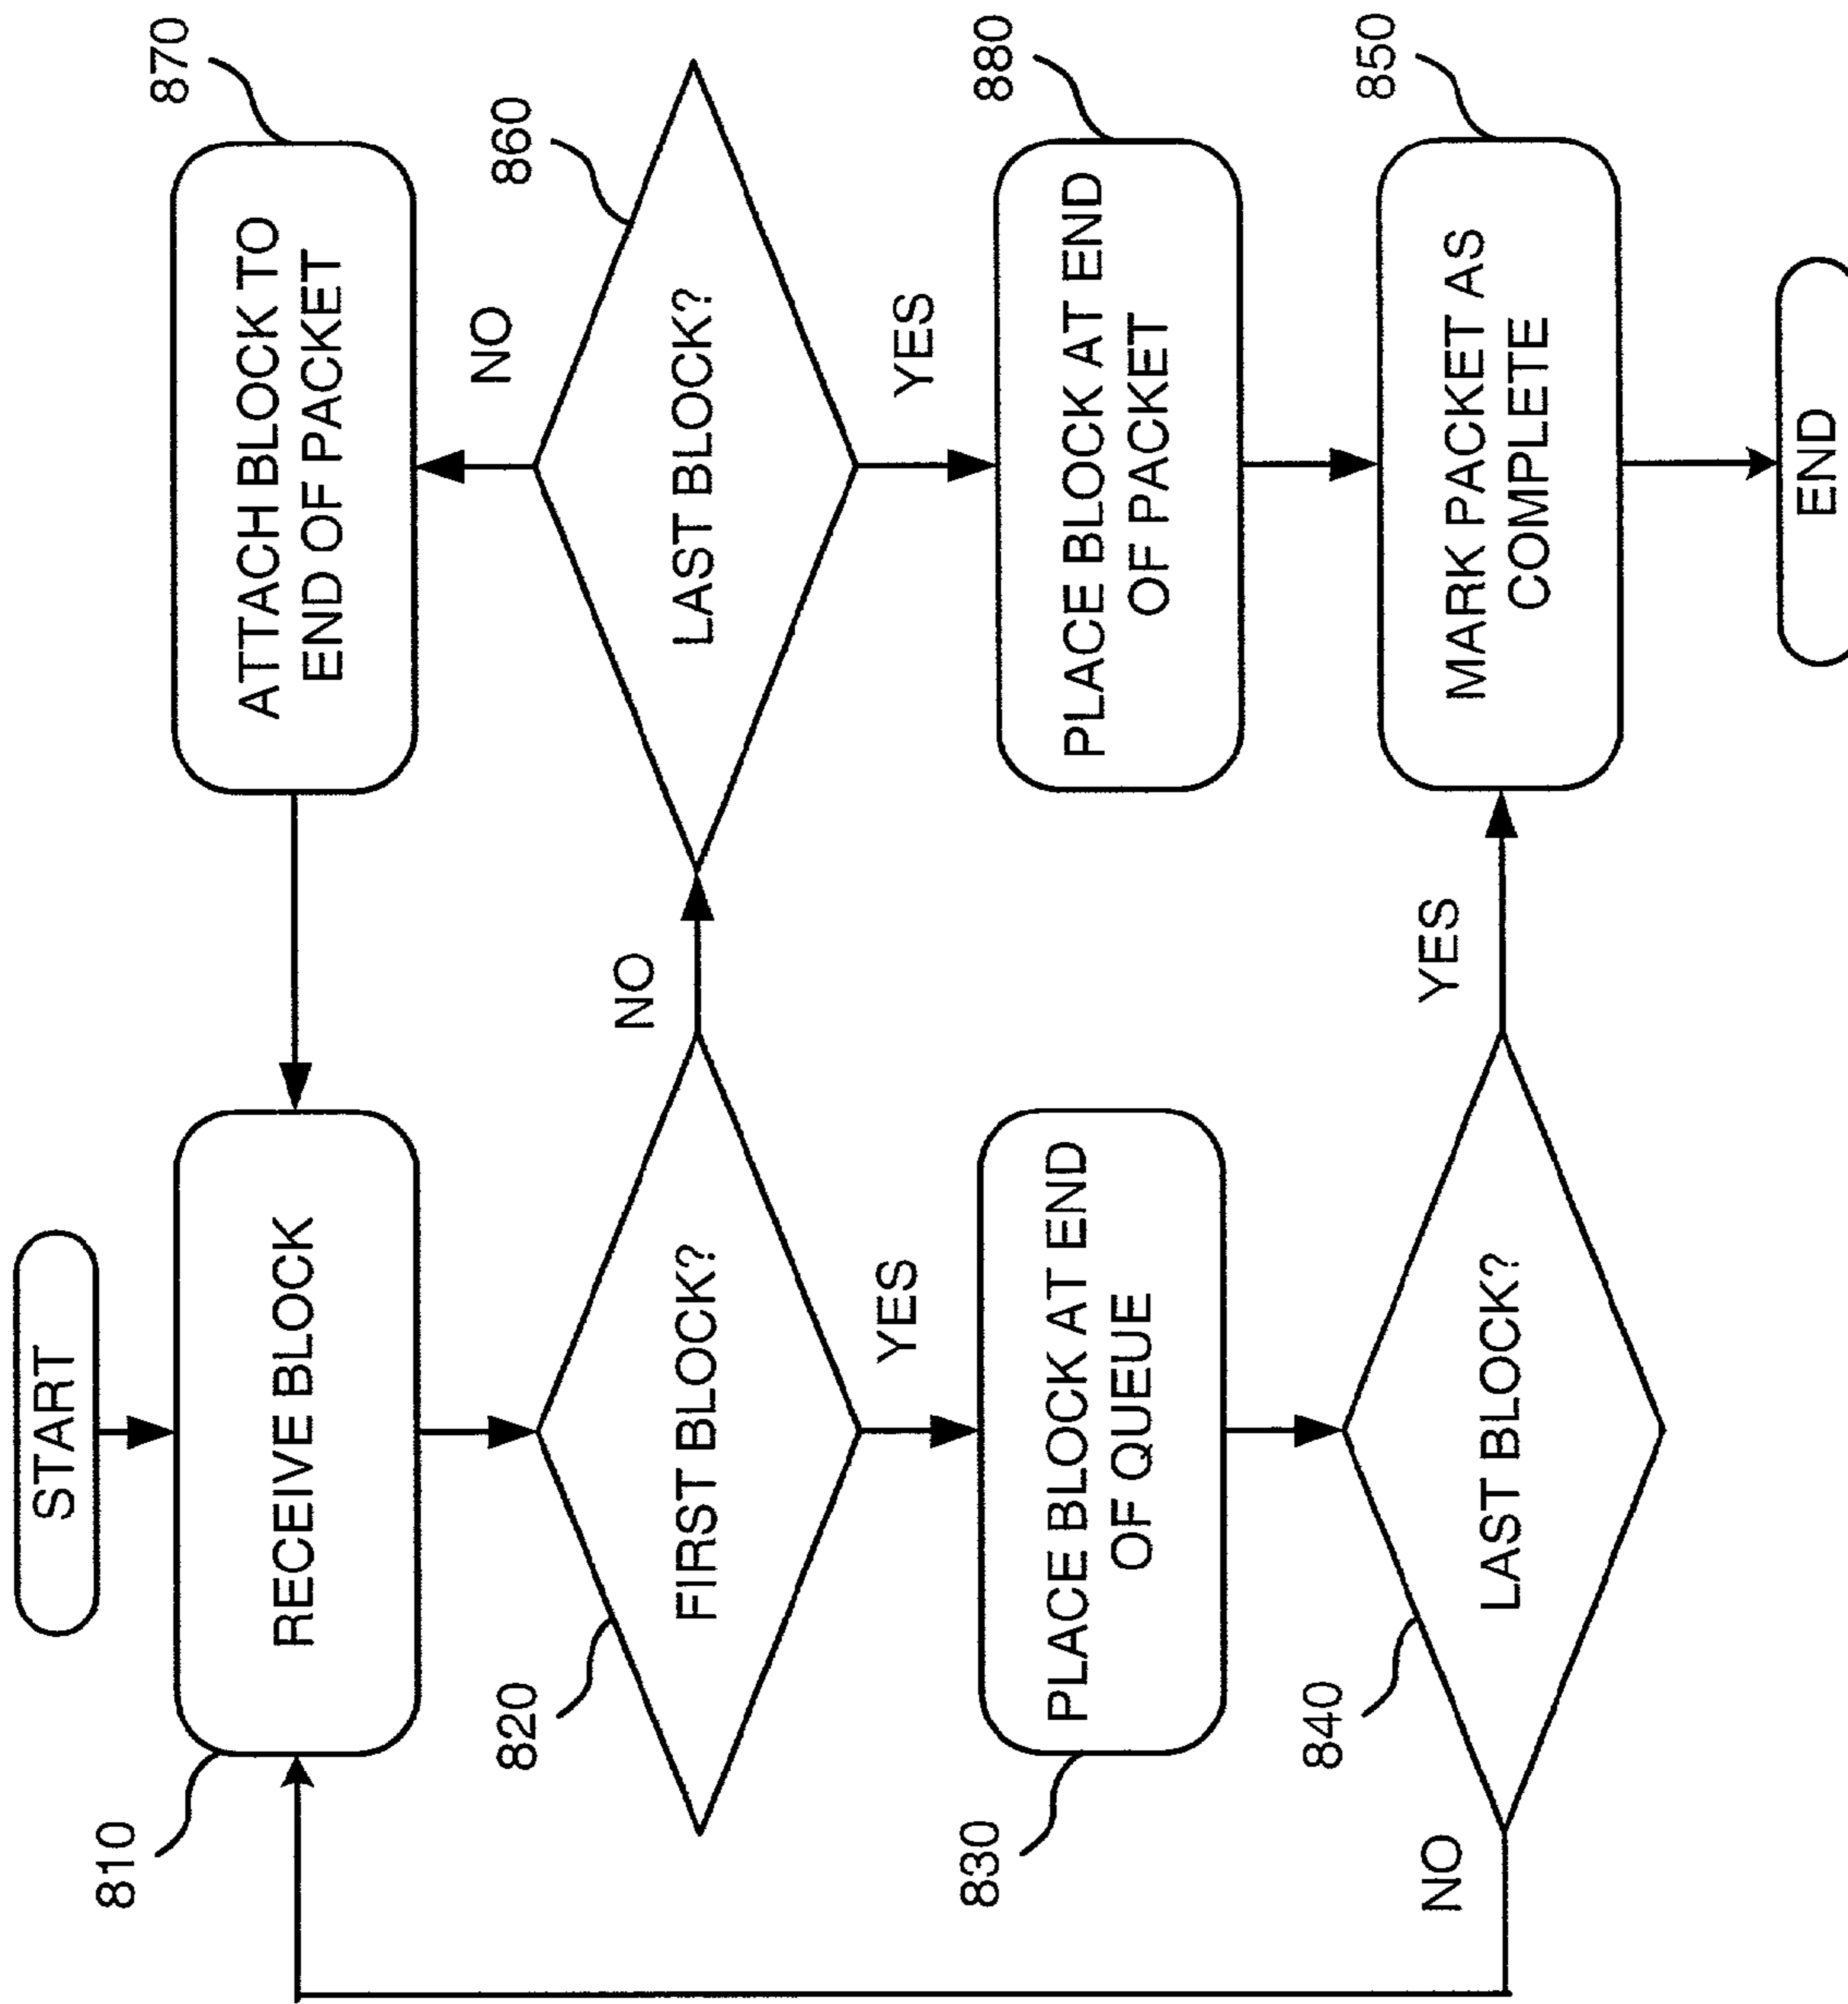 START
810
RECEIVE BLOCK
820
FIRST BLOCK?
NO
YES
830
PLACE BLOCK AT END
OF QUEUE
840
LAST BLOCK?
NO
YES
870
ATTACH BLOCK TO
END OF PACKET
NO
860
LAST BLOCK?
YES
880
PLACE BLOCK AT END
OF PACKET
850
MARK PACKET AS
COMPLETE
END